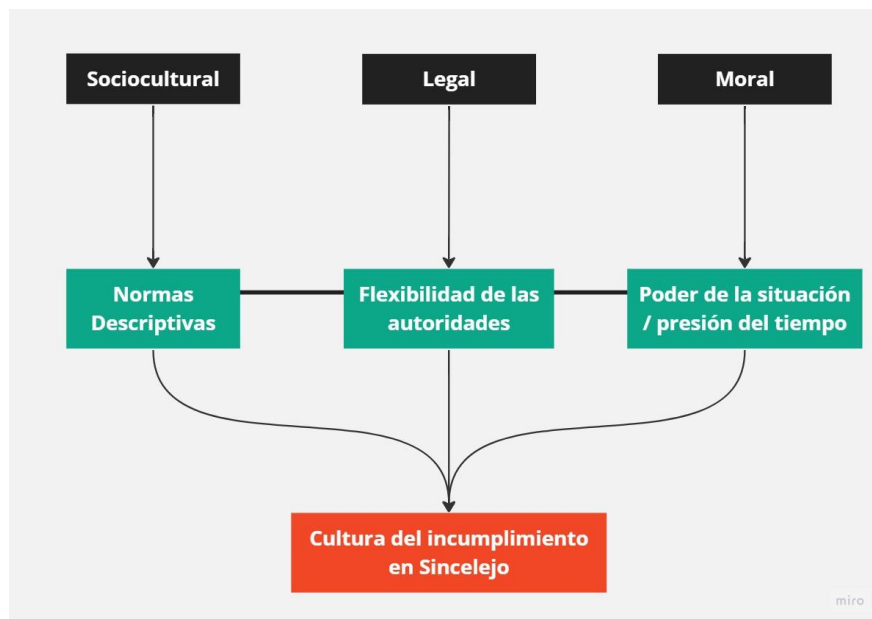 Sociocultural
Legal
Moral
Normas
Descriptivas
Flexibilidad de las
autoridades
Poder de la situación
/ presión del tiempo
Cultura del incumplimiento
en Sincelejo
miro